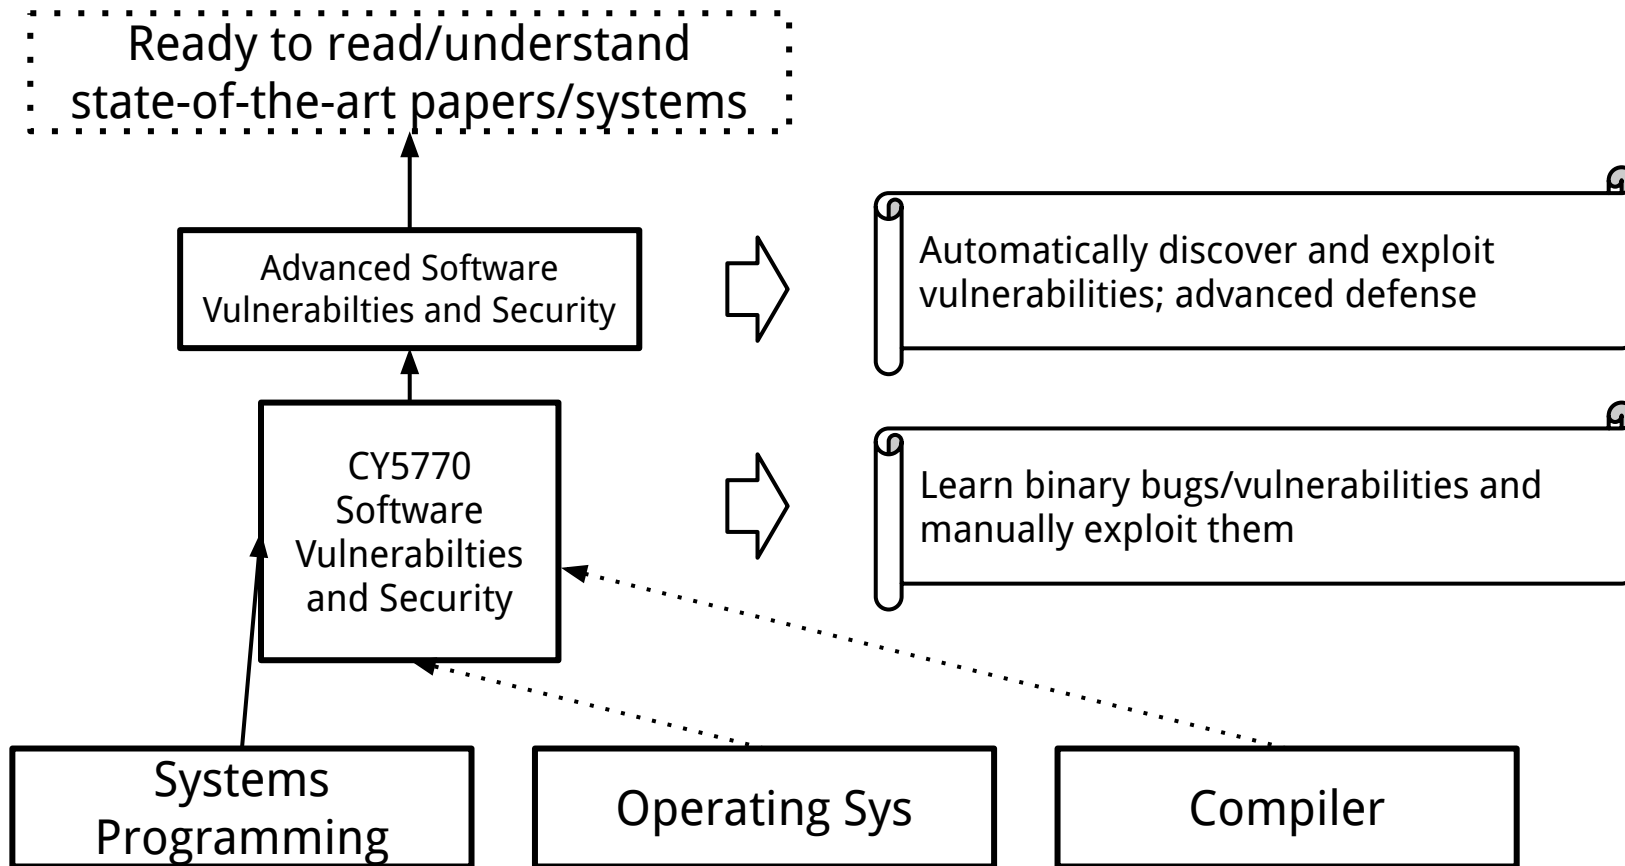 Ready to read/understand
state-of-the-art papers/systems
Advanced Software
Vulnerabilties and Security
Automatically discover and exploit
vulnerabilities; advanced defense
CY5770
Software
Vulnerabilties
and Security
Learn binary bugs/vulnerabilities and
manually exploit them
Systems
Programming
Operating Sys
Compiler